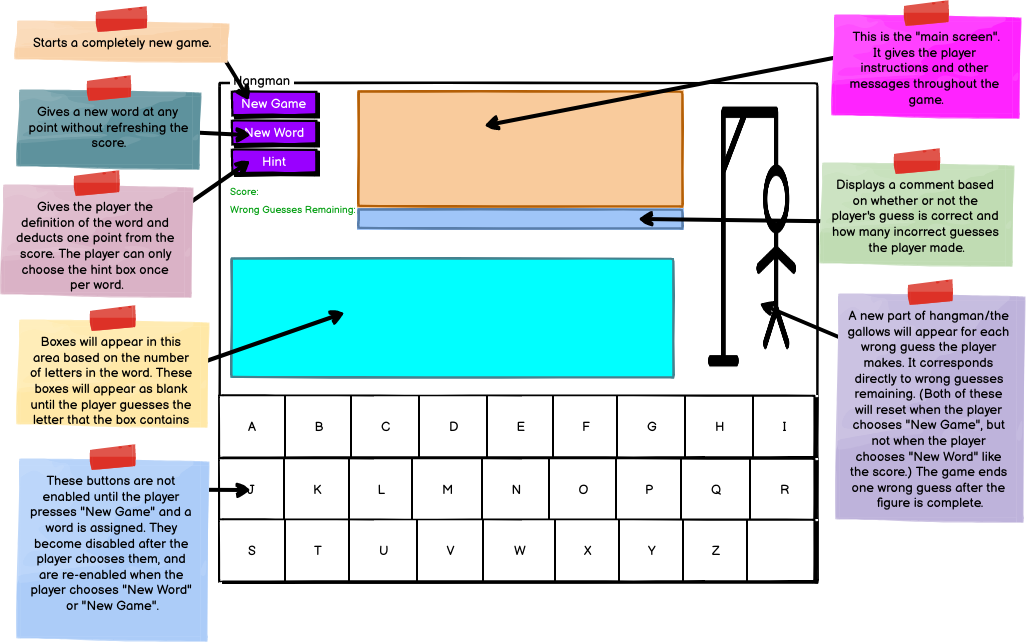 Starts a completely new game.
Gives a new word at any
point without refreshing the
score.
Gives the player the
definition of the word and
deducts one point from the
score. The player can only
choose the hint box once
per word.
Boxes will appear in this
area based on the number
of letters in the word. These
boxes will appear as blank
until the player guesses the
letter that the box contains
These buttons are not
enabled until the player
presses "New Game" and a
word is assigned. They
become disabled after the
player chooses them, and
are re-enabled when the
player chooses "New Word"
or "New Game".
Hangman
New Game
New Word
Hint
Score:
Wrong Guesses Remaining:
A B C D E F G H I
J K L M N O P Q R
S T U V W X Y Z
This is the "main screen".
It gives the player
instructions and other
messages throughout the
game.
Displays a comment based
on whether or not the
player's guess is correct and
how many incorrect guesses
the player made.
A new part of hangman/the
gallows will appear for each
wrong guess the player
makes. It corresponds
directly to wrong guesses
remaining. (Both of these
will reset when the player
chooses "New Game", but
not when the player
chooses "New Word" like
the score.) The game ends
one wrong guess after the
figure is complete.